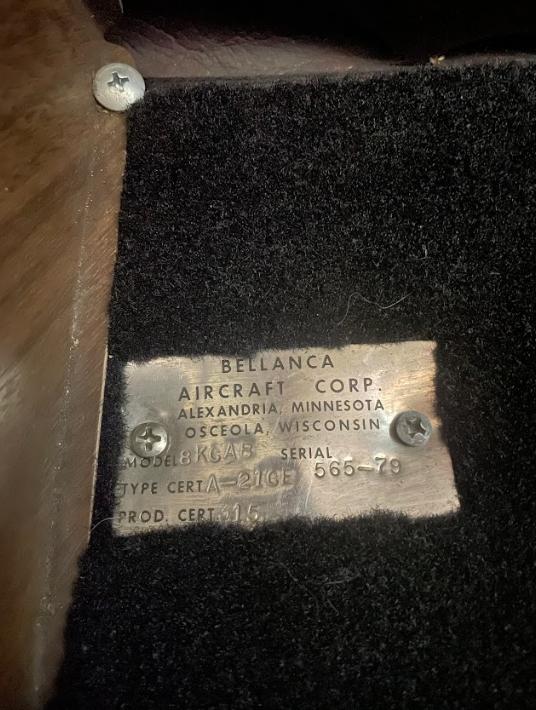 BELLANCA
AIRCRAFT CORP.
ALEXANDRIA, MINNESOTA
OSCEOLA, WISCONSIN
MODEL 8KCAB SERIAL
TYPE CERT A-21CE 565-79
PROD. CERT. 315